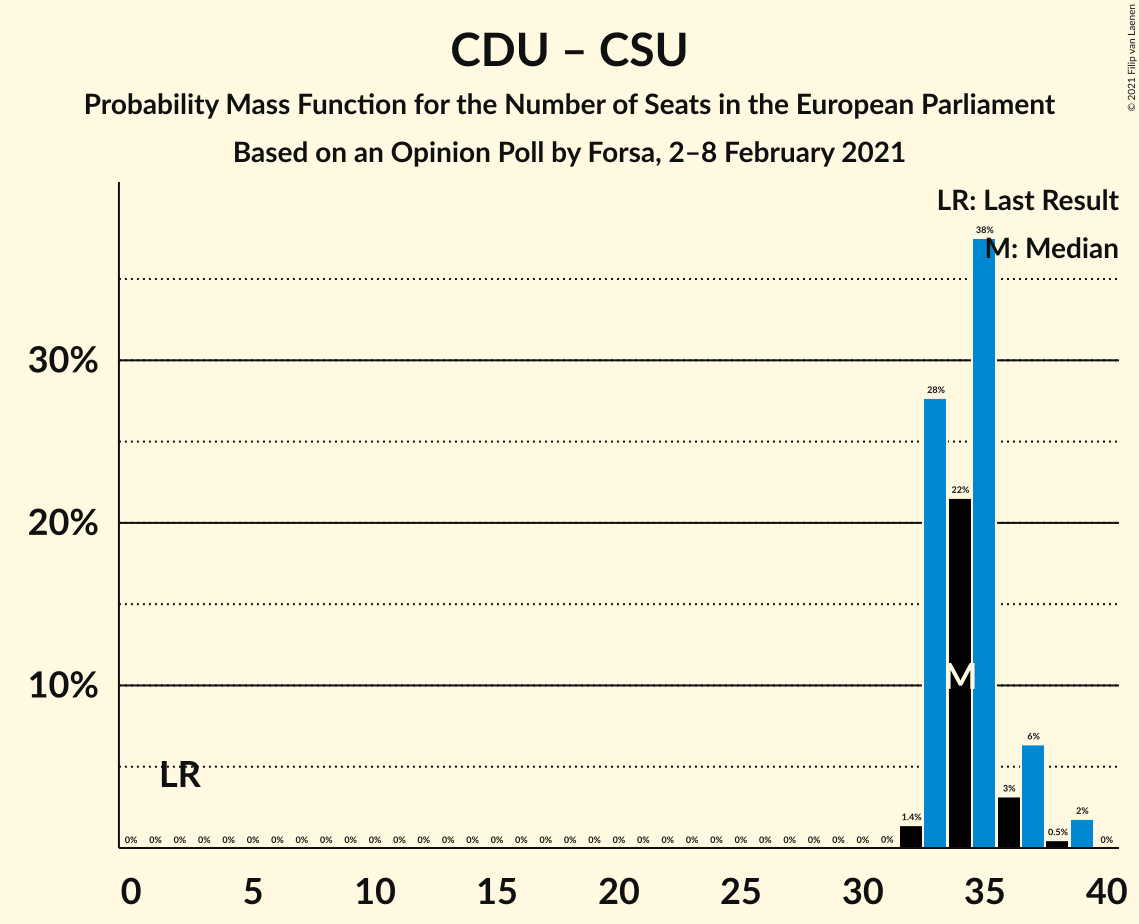 CDU – CSU
Probability Mass Function for the Number of Seats in the European Parliament
Based on an Opinion Poll by Forsa, 2–8 February 2021
© 2021 Filip van Laenen
LR: Last Result
M: Median
38%
30%
28%
22%
20%
10%
M
LR
6%
3%
2%
1.4%
0.5%
0% 0% 0% 0% 0% 0% 0% 0% 0% 0% 0% 0% 0% 0% 0% 0% 0% 0% 0% 0% 0% 0% 0% 0% 0% 0% 0% 0% 0% 0% 0% 0% 0%
0 5 10 15 20 25 30 35 40